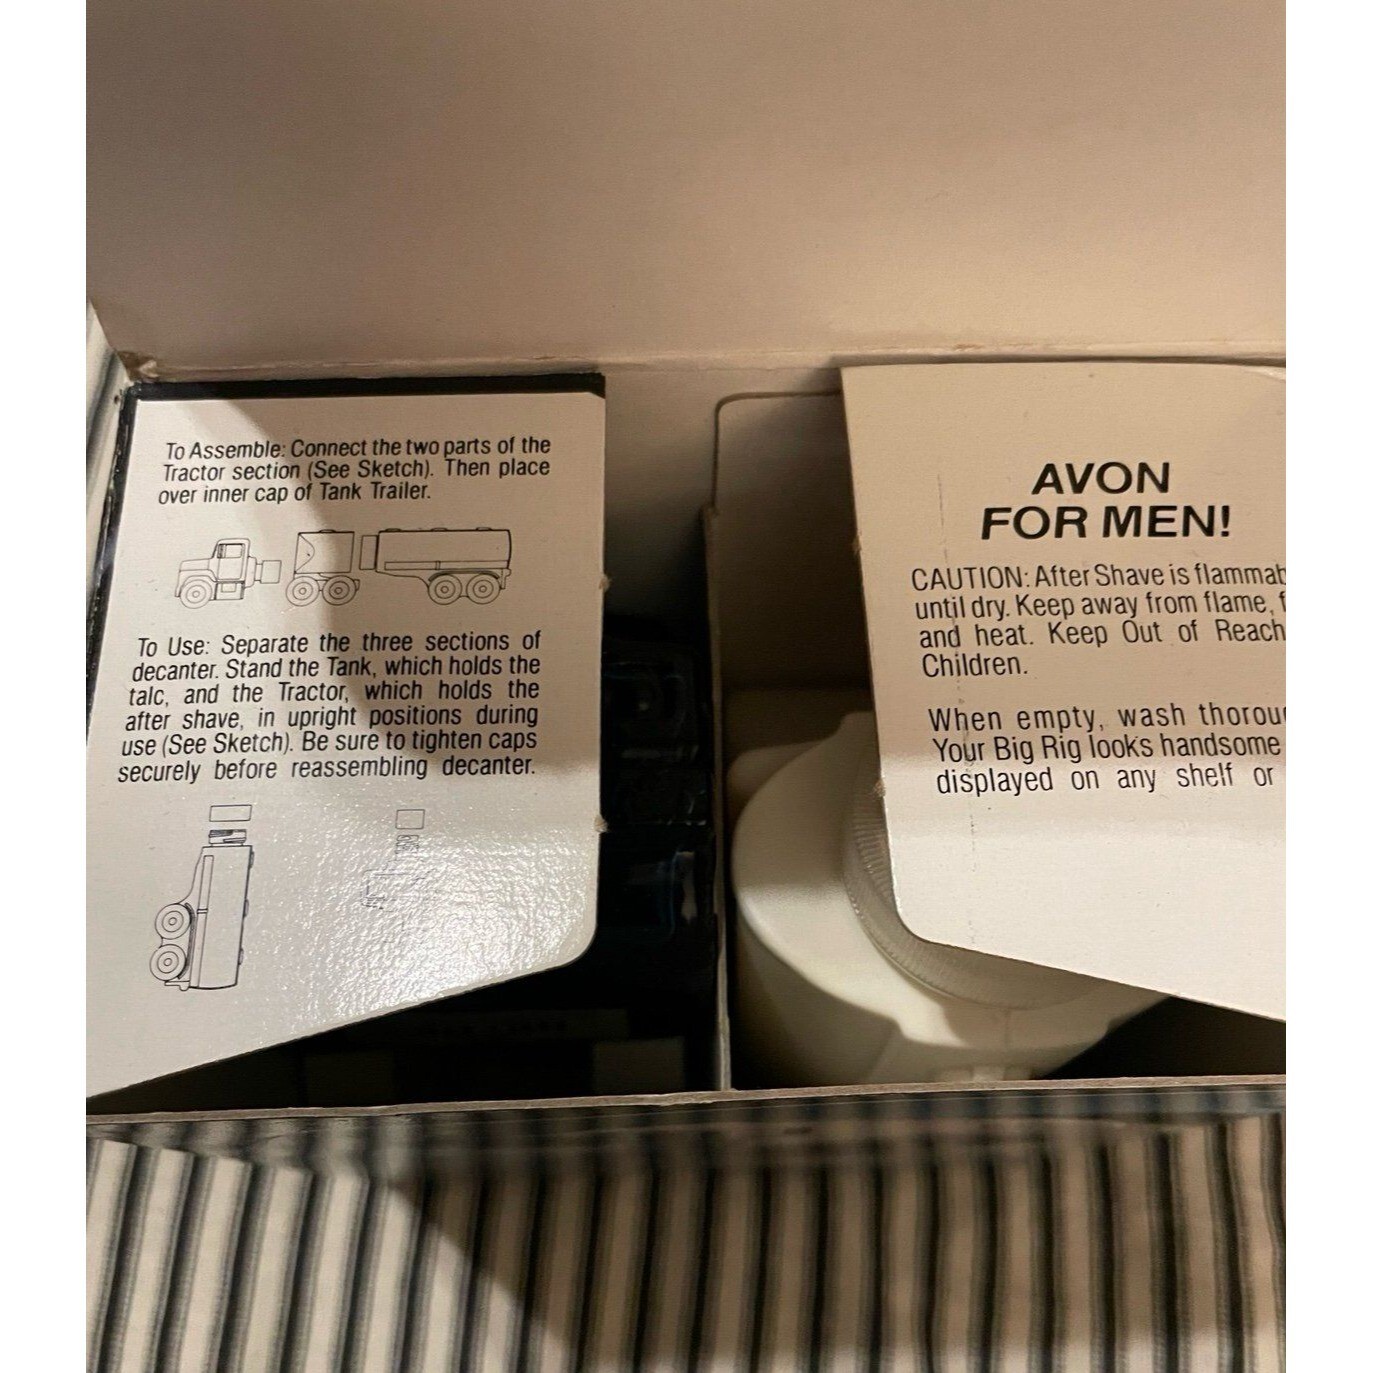 To Assemble: Connect the two parts of the
Tractor section (See Sketch). Then place
over inner cap of Tank Trailer.
To Use: Separate the three sections of
decanter. Stand the Tank, which holds the
talc, and the Tractor, which holds the
after shave, in upright positions during
use (See Sketch). Be sure to tighten caps
securely before reassembling decanter.
AVON
FOR MEN!
CAUTION: After Shave is
until dry. Keep away from flame,
and heat. Keep Out of Reach
Children.
When empty, wash
Your Big Rig looks handsome
displayed on any shelf or